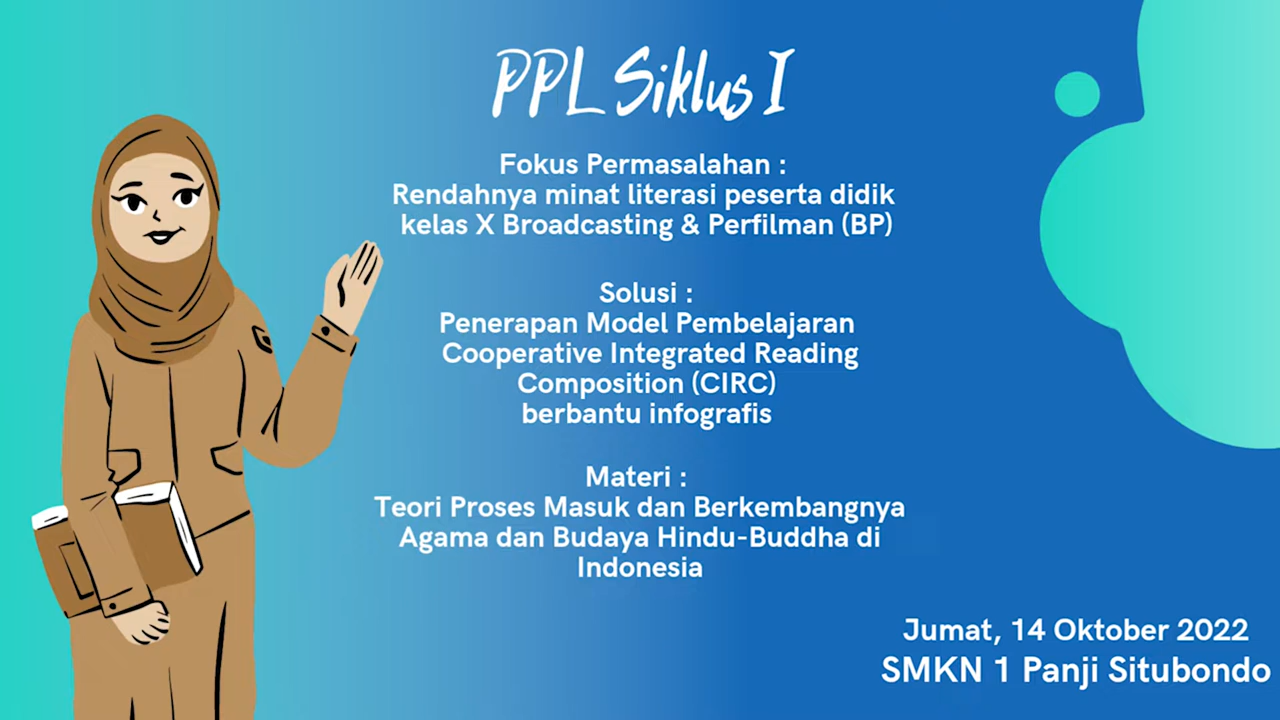 PPL Siklus I
Fokus Permasalahan :
Rendahnya minat literasi peserta didik
kelas X Broadcasting & Perfilman (BP)
Solusi :
Penerapan Model Pembelajaran
Cooperative Integrated Reading
Composition (CIRC)
berbantu infografis
Materi :
Teori Proses Masuk dan Berkembangnya
Agama dan Budaya Hindu-Buddha di
Indonesia
Jumat, 14 Oktober 2022
SMKN 1 Panji Situbondo